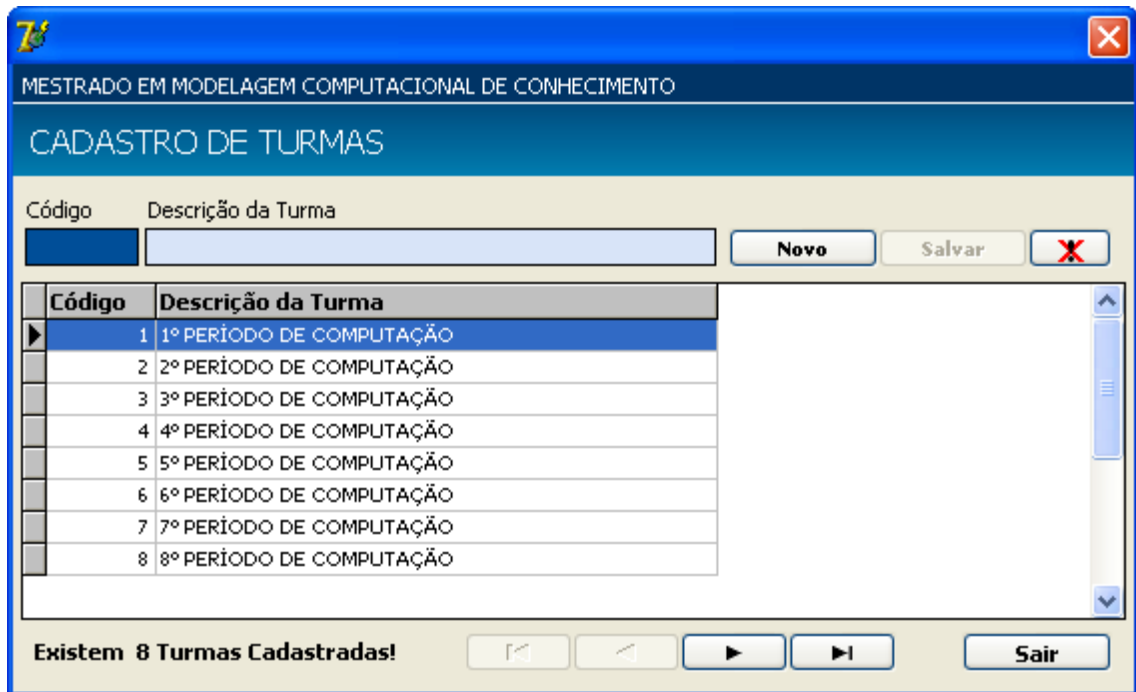 MESTRADO EM MODELAGEM COMPUTACIONAL DE CONHECIMENTO
CADASTRO DE TURMAS
Código Descrição da Turma
Novo Salvar
Código Descrição da Turma
1 1º PERÍODO DE COMPUTAÇÃO
2 2º PERÍODO DE COMPUTAÇÃO
3 3º PERÍODO DE COMPUTAÇÃO
4 4º PERÍODO DE COMPUTAÇÃO
5 5º PERÍODO DE COMPUTAÇÃO
6 6º PERÍODO DE COMPUTAÇÃO
7 7º PERÍODO DE COMPUTAÇÃO
8 8º PERÍODO DE COMPUTAÇÃO
Existem 8 Turmas Cadastradas! Sair